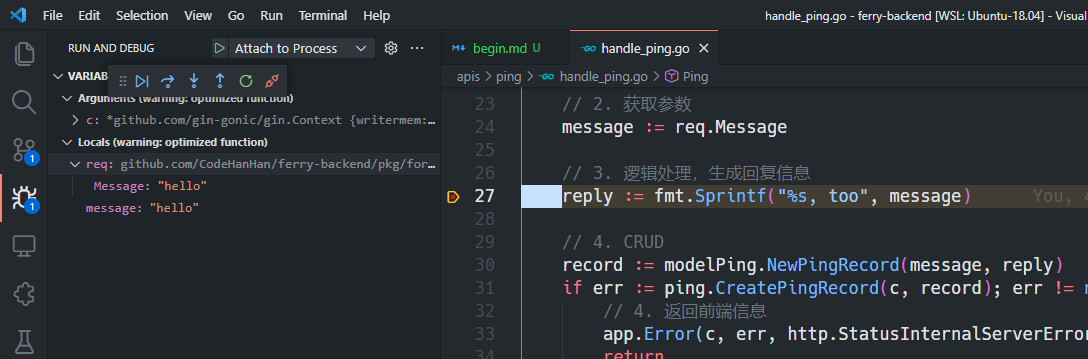 File Edit Selection View Go Run Terminal Help handle_ping.go - ferry-backend [WSL: Ubuntu-18.04] - Visual
RUN AND DEBUG Attach to Process ...
begin.md U handle_ping.go
VARIAB
apis > ping > handle_ping.go > Ping
Arguments (warning: optimized function)
c: *github.com/gin-gonic/gin.Context {writermem:...
Locals (warning: optimized function)
req: github.com/CodeHanHan/ferry-backend/pkg/for...
Message: "hello"
message: "hello"
1
1
23 // 2. 获取参数
24 message := req.Message
25
26 // 3. 逻辑处理，生成回复信息
27 reply := fmt.Sprintf("%s, too", message) You, 4
28
29 // 4. CRUD
30 record := modelPing.NewPingRecord(message, reply)
31 if err := ping.CreatePingRecord(c, record); err != n
32 // 4. 返回前端信息
33 app.Error(c, err, http.StatusInternalServerError
34 return